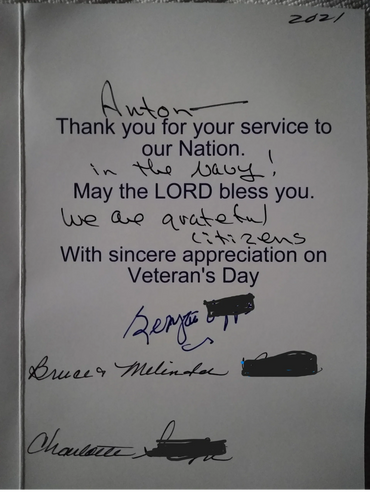 2021
Anton
Thank you for your service to
our Nation.
in the Navy!
May the LORD bless you.
We are grateful
citizens
With sincere appreciation on
Veteran's Day
Bruce & Melinda
Charlotte